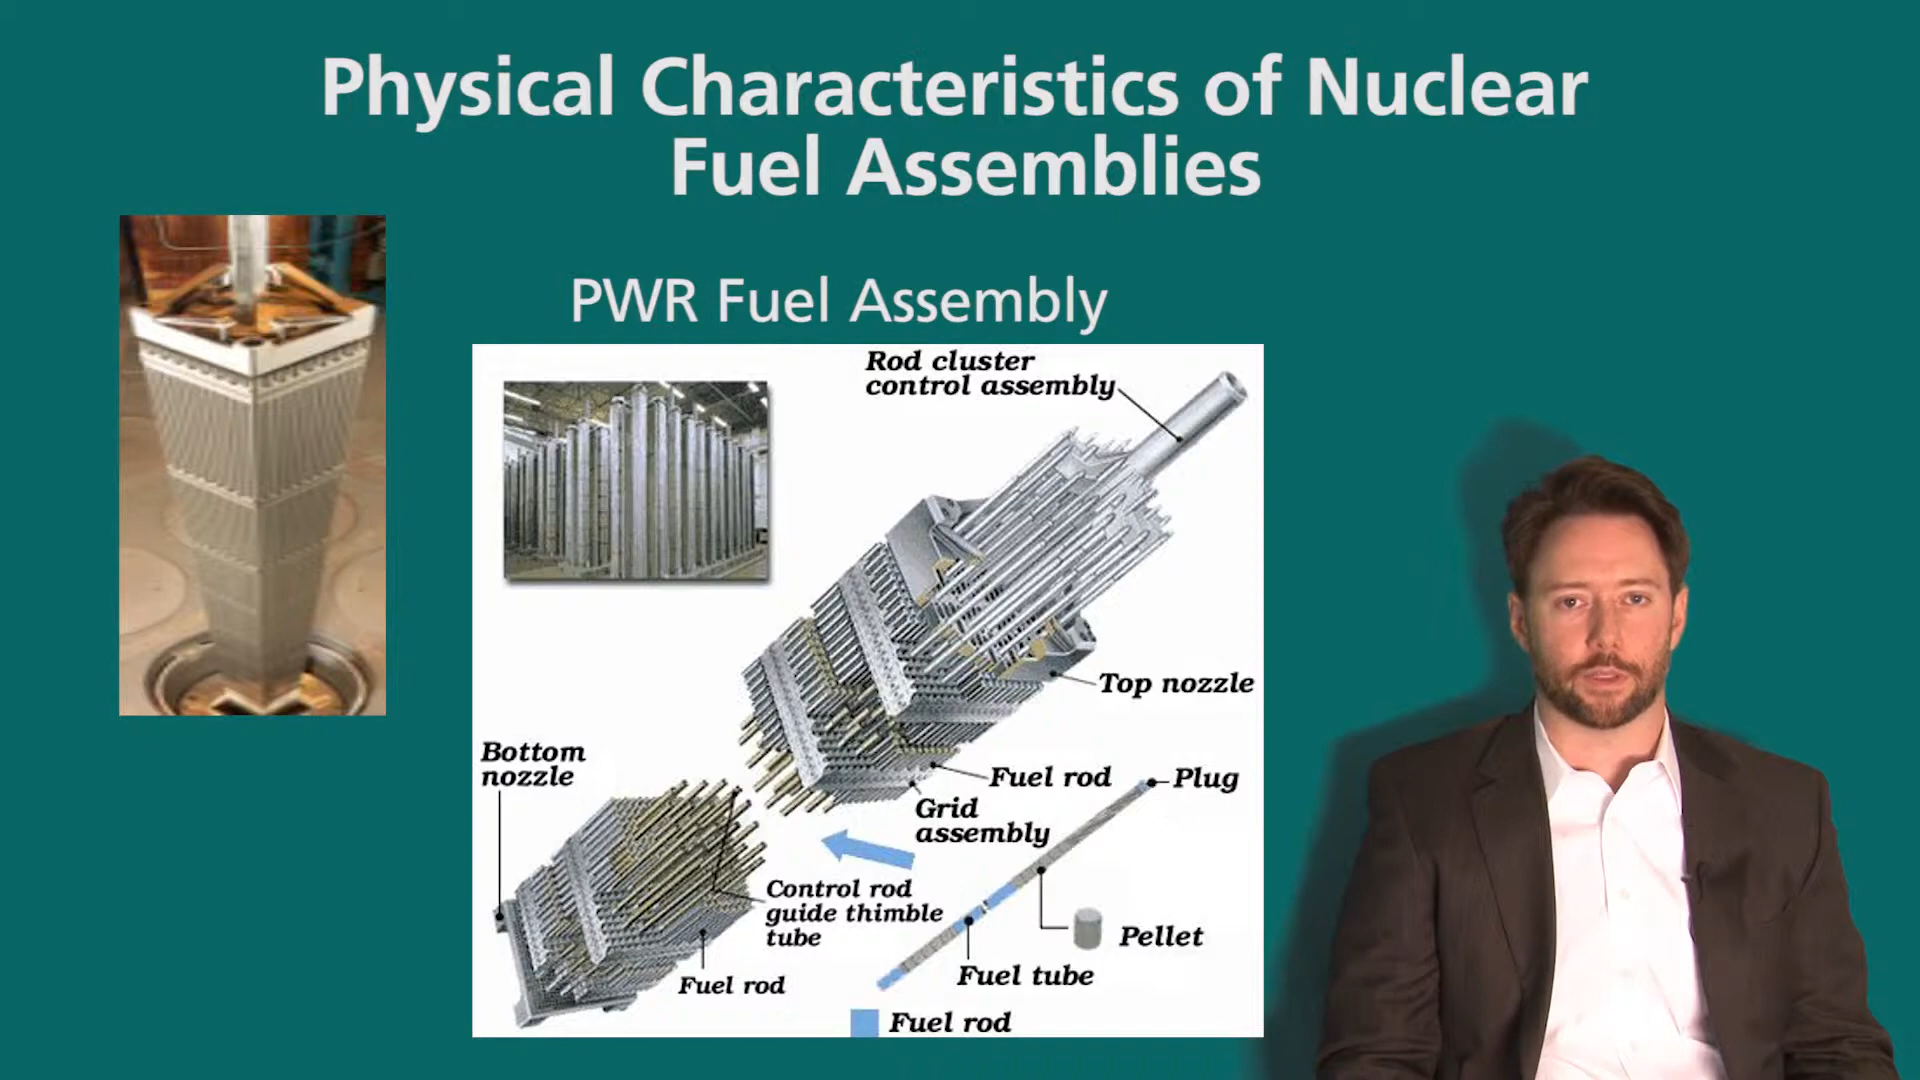 Physical Characteristics of Nuclear
Fuel Assemblies
PWR Fuel Assembly
Rod cluster
control assembly
Top nozzle
Bottom
nozzle
Fuel rod
Plug
Grid
assembly
Control rod
guide thimble
tube
Pellet
Fuel tube
Fuel rod
Fuel rod